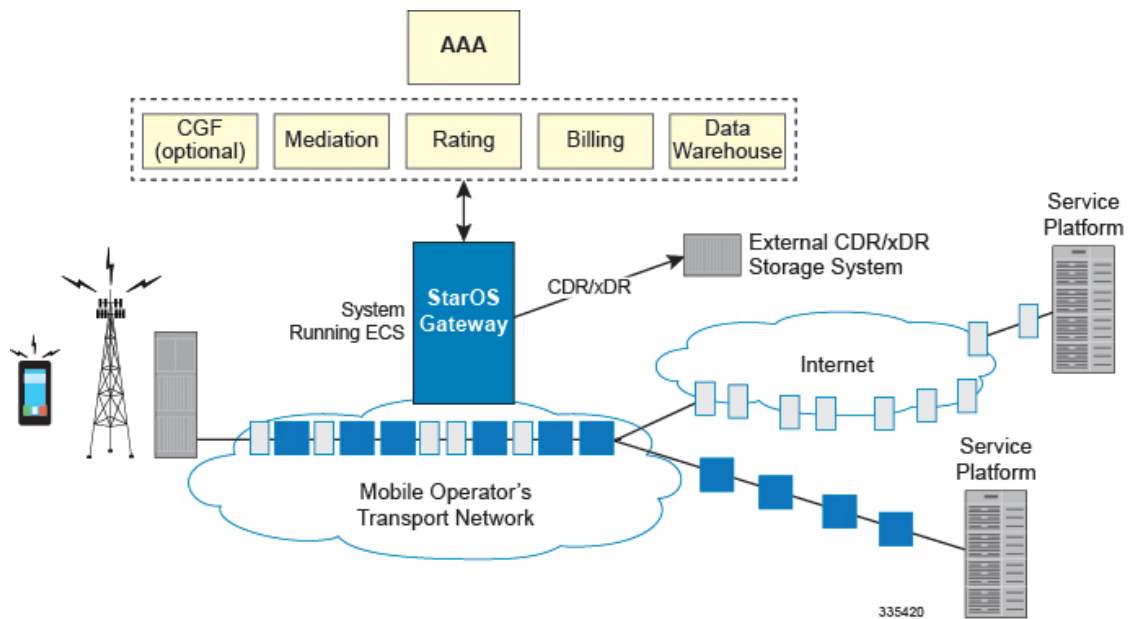 AAA
CGF
(optional)
Mediation
Rating
Billing
Data
Warehouse
Service
Platform
External CDR/xDR
Storage System
CDR/xDR
StarOS
Gateway
System
Running ECS
Internet
Mobile Operator's
Transport Network
Service
Platform
335420